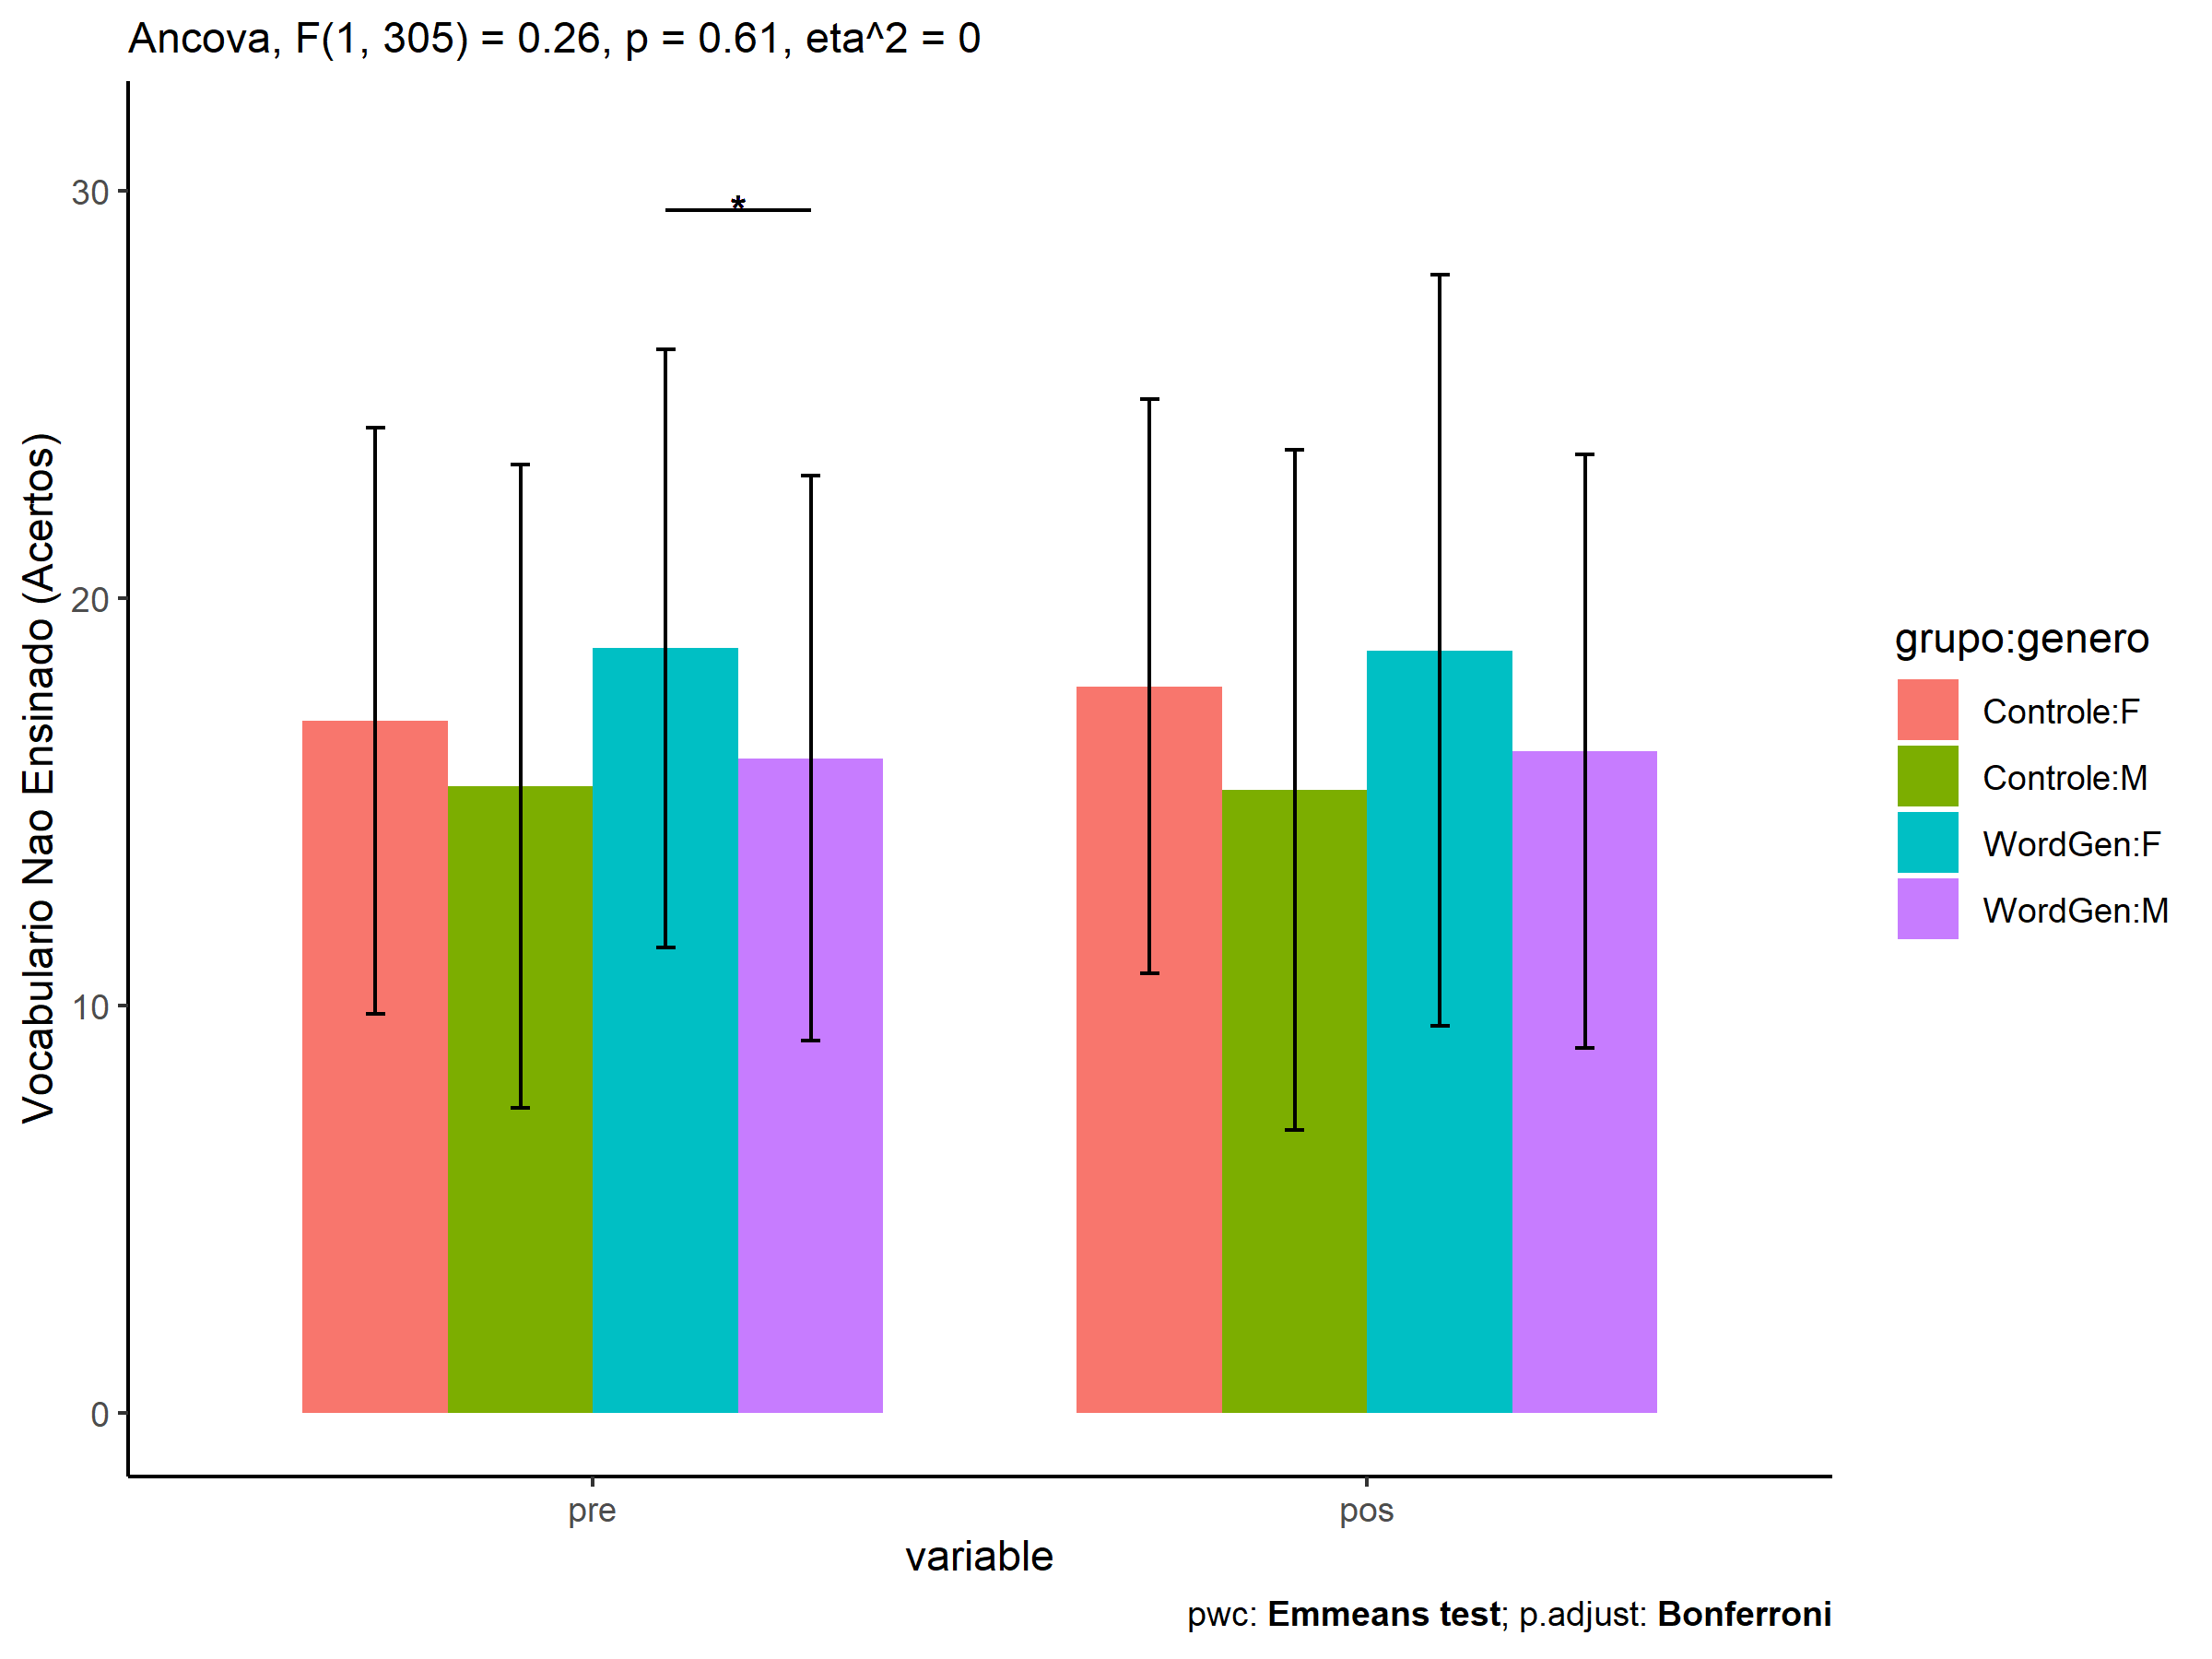 Ancova, F(1, 305) = 0.26, p = 0.61, eta^2 = 0
Vocabulario Nao Ensinado (Acertos)
30
20
10
0
*
pre
pos
variable
grupo:genero
Controle:F
Controle:M
WordGen:F
WordGen:M
pwc: Emmeans test; p.adjust: Bonferroni